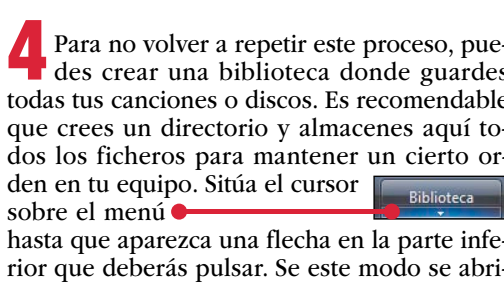 4 Para no volver a repetir este proceso, pue-
des crear una biblioteca donde guardes
todas tus canciones o discos. Es recomendable
que crees un directorio y almacenes aquí to-
dos los ficheros para mantener un cierto or-
den en tu equipo. Sitúa el cursor
sobre el menú
Biblioteca
hasta que aparezca una flecha en la parte infe-
rior que deberás pulsar. Se este modo se abri-